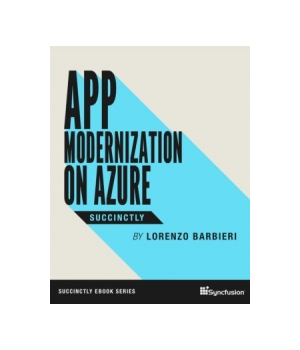 APP
MODERNIZATION
ON AZURE
SUCCINCTLY
BY LORENZO BARBIERI
SUCCINCTLY EBOOK SERIES
Syncfusion